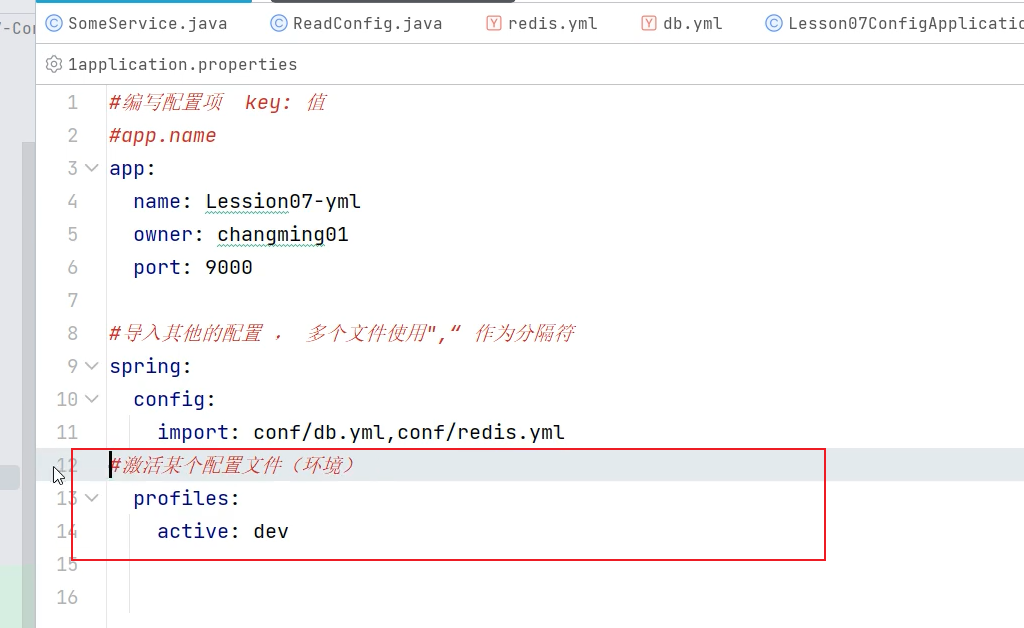 SomeService.java ReadConfig.java redis.yml db.yml Lesson07ConfigApplicatio
1application.properties
1 #编写配置项 key: 值
2 #app.name
3 app:
4 name: Lession07-yml
5 owner: changming01
6 port: 9000
7
8 #导入其他的配置 , 多个文件使用",“ 作为分隔符
9 spring:
10 config:
11 import: conf/db.yml,conf/redis.yml
12 #激活某个配置文件（环境）
13 profiles:
14 active: dev
15
16